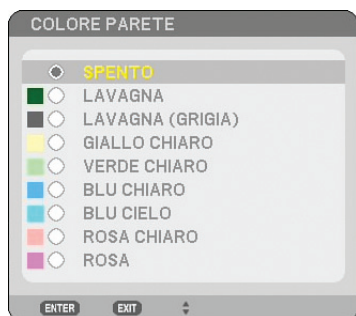 COLORE PARETE
SPENTO
LAVAGNA
LAVAGNA (GRIGIA)
GIALLO CHIARO
VERDE CHIARO
BLU CHIARO
BLU CIELO
ROSA CHIARO
ROSA
ENTER EXIT